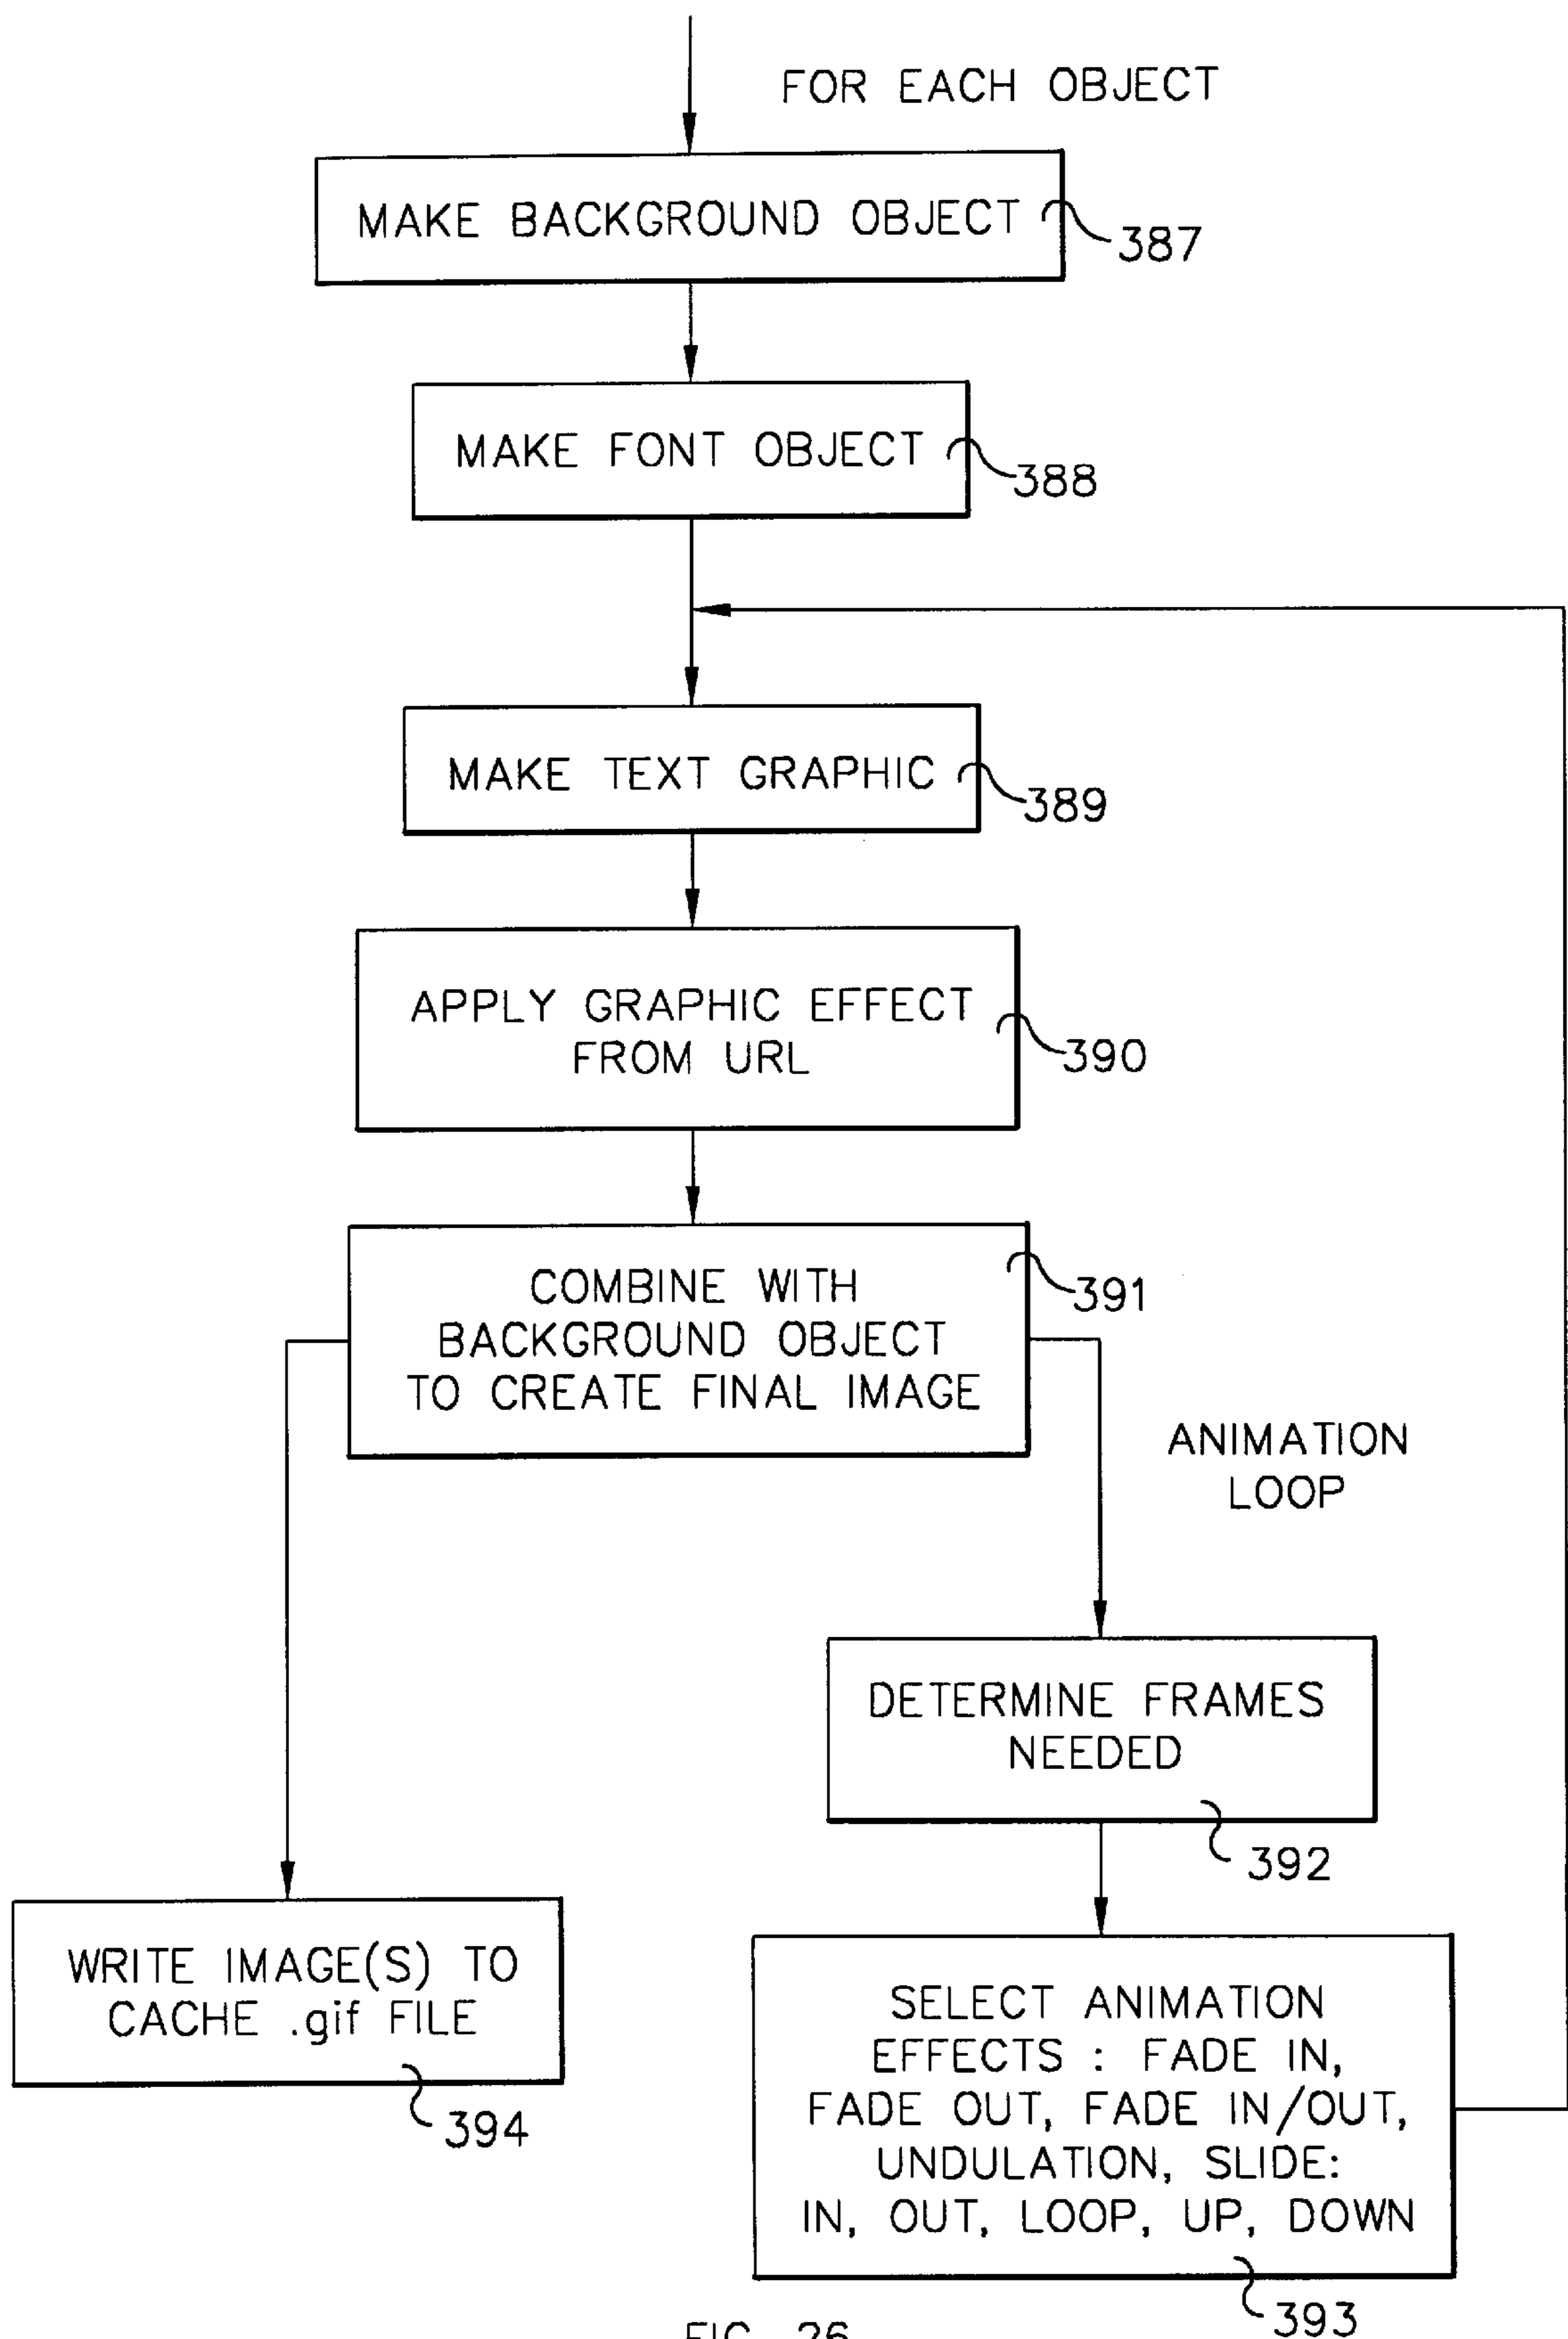 FOR EACH OBJECT
MAKE BACKGROUND OBJECT
387
MAKE FONT OBJECT
388
MAKE TEXT GRAPHIC
389
APPLY GRAPHIC EFFECT
FROM URL
390
COMBINE WITH
BACKGROUND OBJECT
TO CREATE FINAL IMAGE
391
ANIMATION
LOOP
DETERMINE FRAMES
NEEDED
392
WRITE IMAGE(S) TO
CACHE .gif FILE
394
SELECT ANIMATION
EFFECTS : FADE IN,
FADE OUT, FADE IN/OUT,
UNDULATION, SLIDE:
IN, OUT, LOOP, UP, DOWN
393
FIG. 26